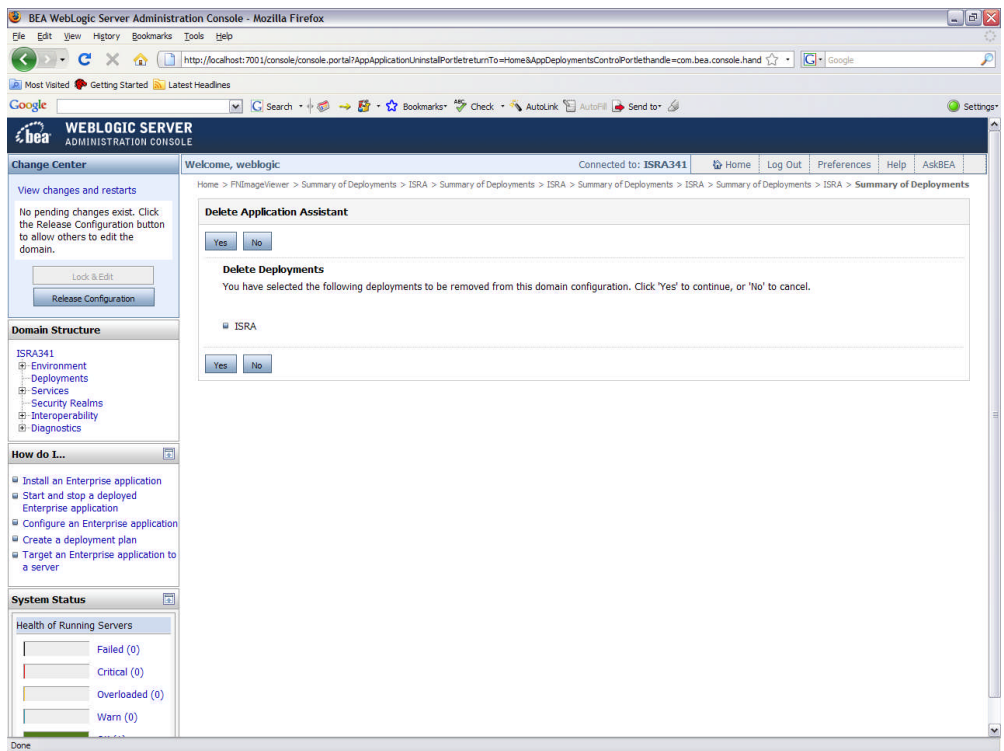 BEA WebLogic Server Administration Console - Mozilla Firefox
File Edit View History Bookmarks Tools Help
http://localhost:7001/console/console.portal?AppApplicationUninstallPortletreturnTo=Home&AppDeploymentsControlPortlethandle=com.bea.console.hand
G Google
Most Visited Getting Started Latest Headlines
Google G Search Bookmarks ABC Check AutoLink AutoFill Send to Settings
bea WEBLOGIC SERVER
ADMINISTRATION CONSOLE
Change Center
View changes and restarts
No pending changes exist. Click
the Release Configuration button
to allow others to edit the
domain.
Lock & Edit
Release Configuration
Domain Structure
ISRA341
Environment
Deployments
Services
Security Realms
Interoperability
Diagnostics
How do I...
Install an Enterprise application
Start and stop a deployed
Enterprise application
Configure an Enterprise application
Create a deployment plan
Target an Enterprise application to
a server
System Status
Health of Running Servers
Failed (0)
Critical (0)
Overloaded (0)
Warn (0)
Welcome, weblogic Connected to: ISRA341 Home Log Out Preferences Help AskBEA
Home > FNImageViewer > Summary of Deployments > ISRA > Summary of Deployments > ISRA > Summary of Deployments > ISRA > Summary of Deployments > ISRA > Summary of Deployments
Delete Application Assistant
Yes No
Delete Deployments
You have selected the following deployments to be removed from this domain configuration. Click 'Yes' to continue, or 'No' to cancel.
ISRA
Yes No
Done